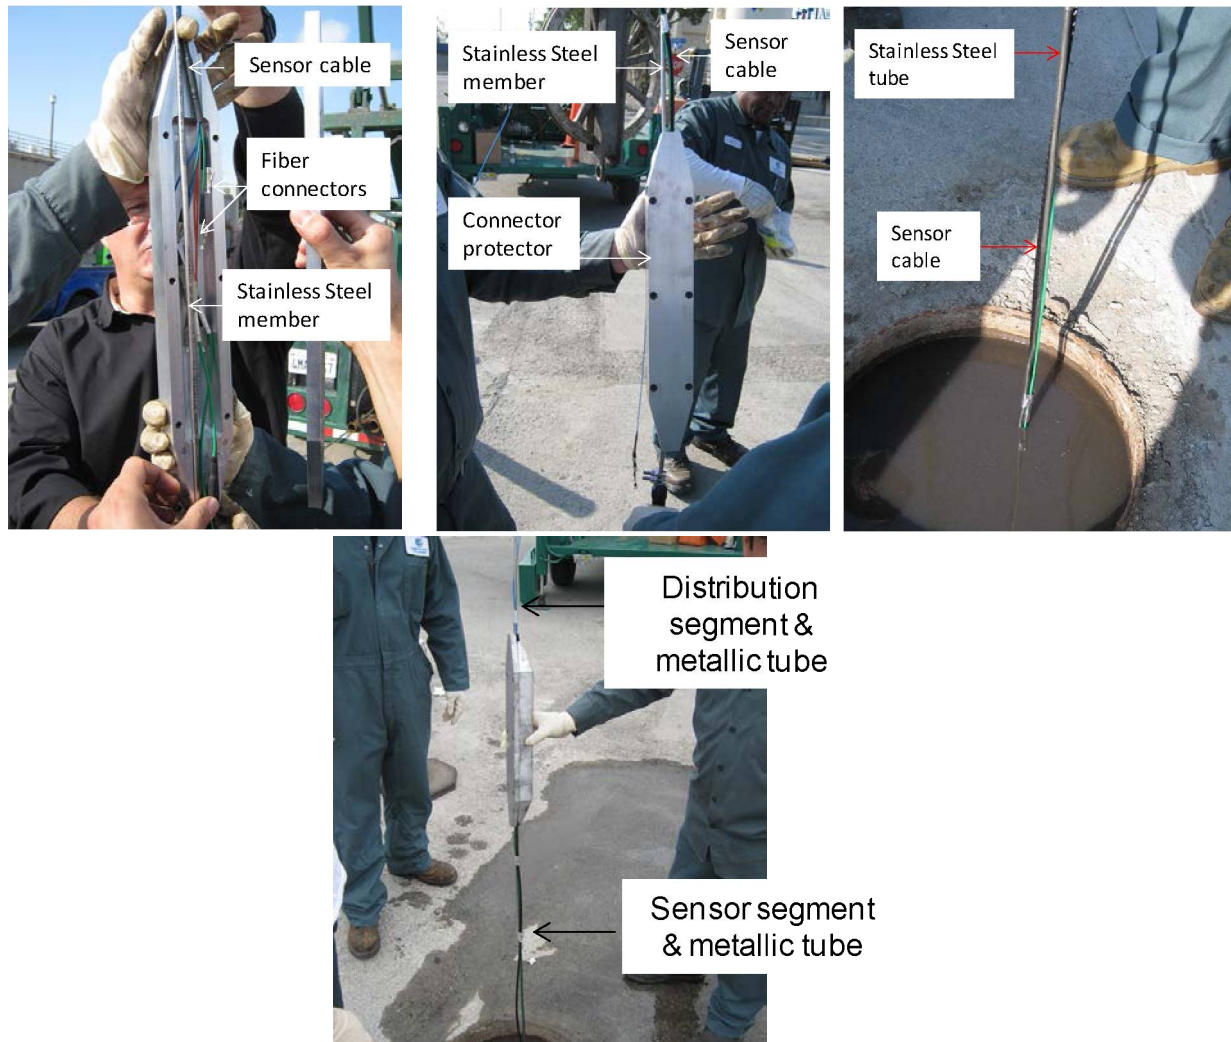 Sensor cable
Fiber
connectors
Stainless Steel
member
Stainless Steel
member
Sensor
cable
Connector
protector
Stainless Steel
tube
Sensor
cable
Distribution
segment &
metallic tube
Sensor segment
& metallic tube